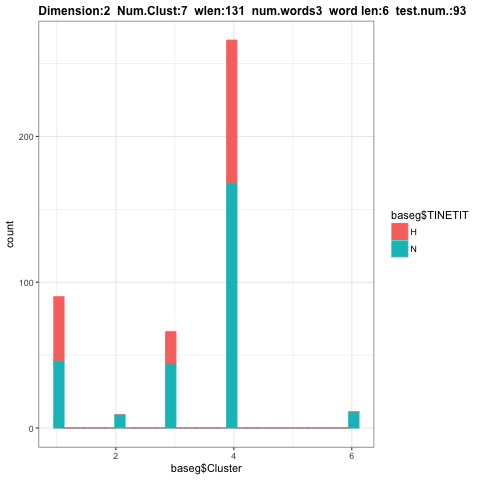 Dimension:2 Num.Clust:7 wlen:131 num.words3 word len:6 test.num.:93
200
100
0
count
2 4 6
baseg$Cluster
baseg$TINETIT
H
N